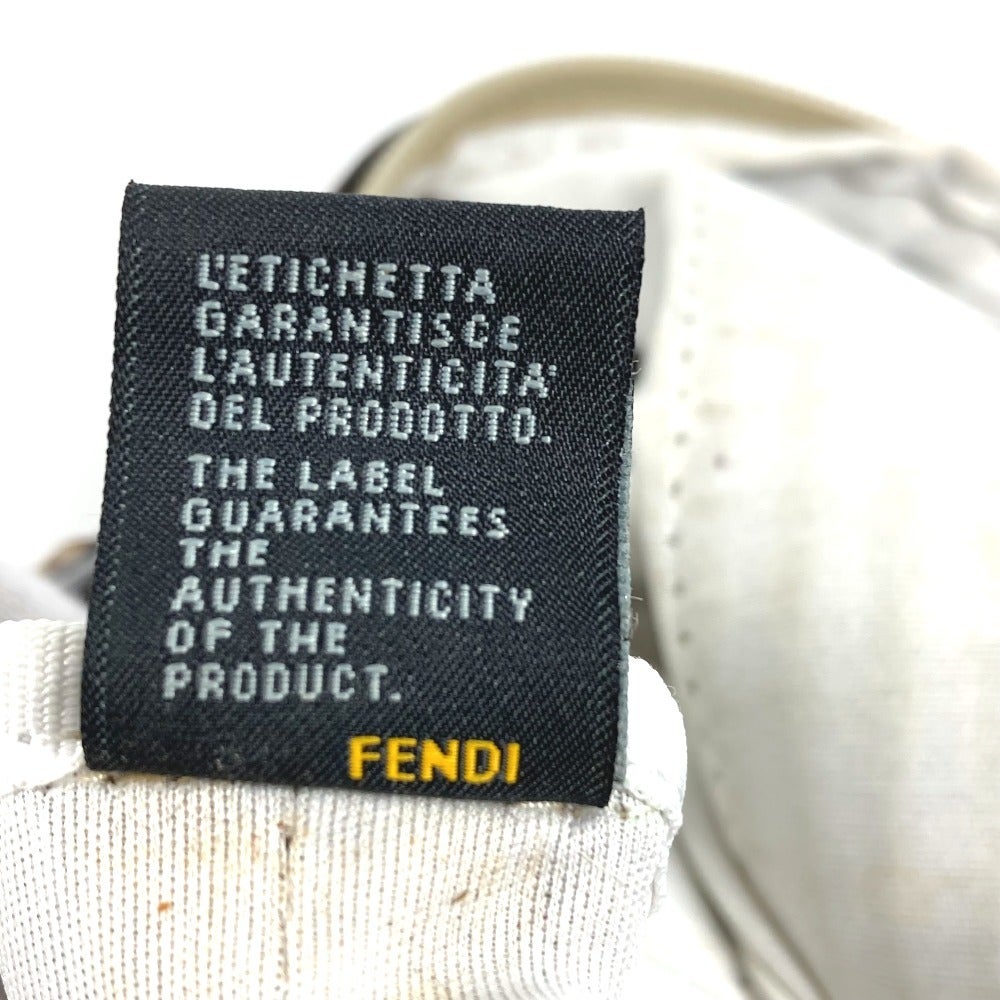 L'ETICHETTA
GARANTISCE
L'AUTENTICITA'
DEL PRODOTTO.
THE LABEL
GUARANTEES
THE
AUTHENTICITY
OF THE
PRODUCT.
FENDI